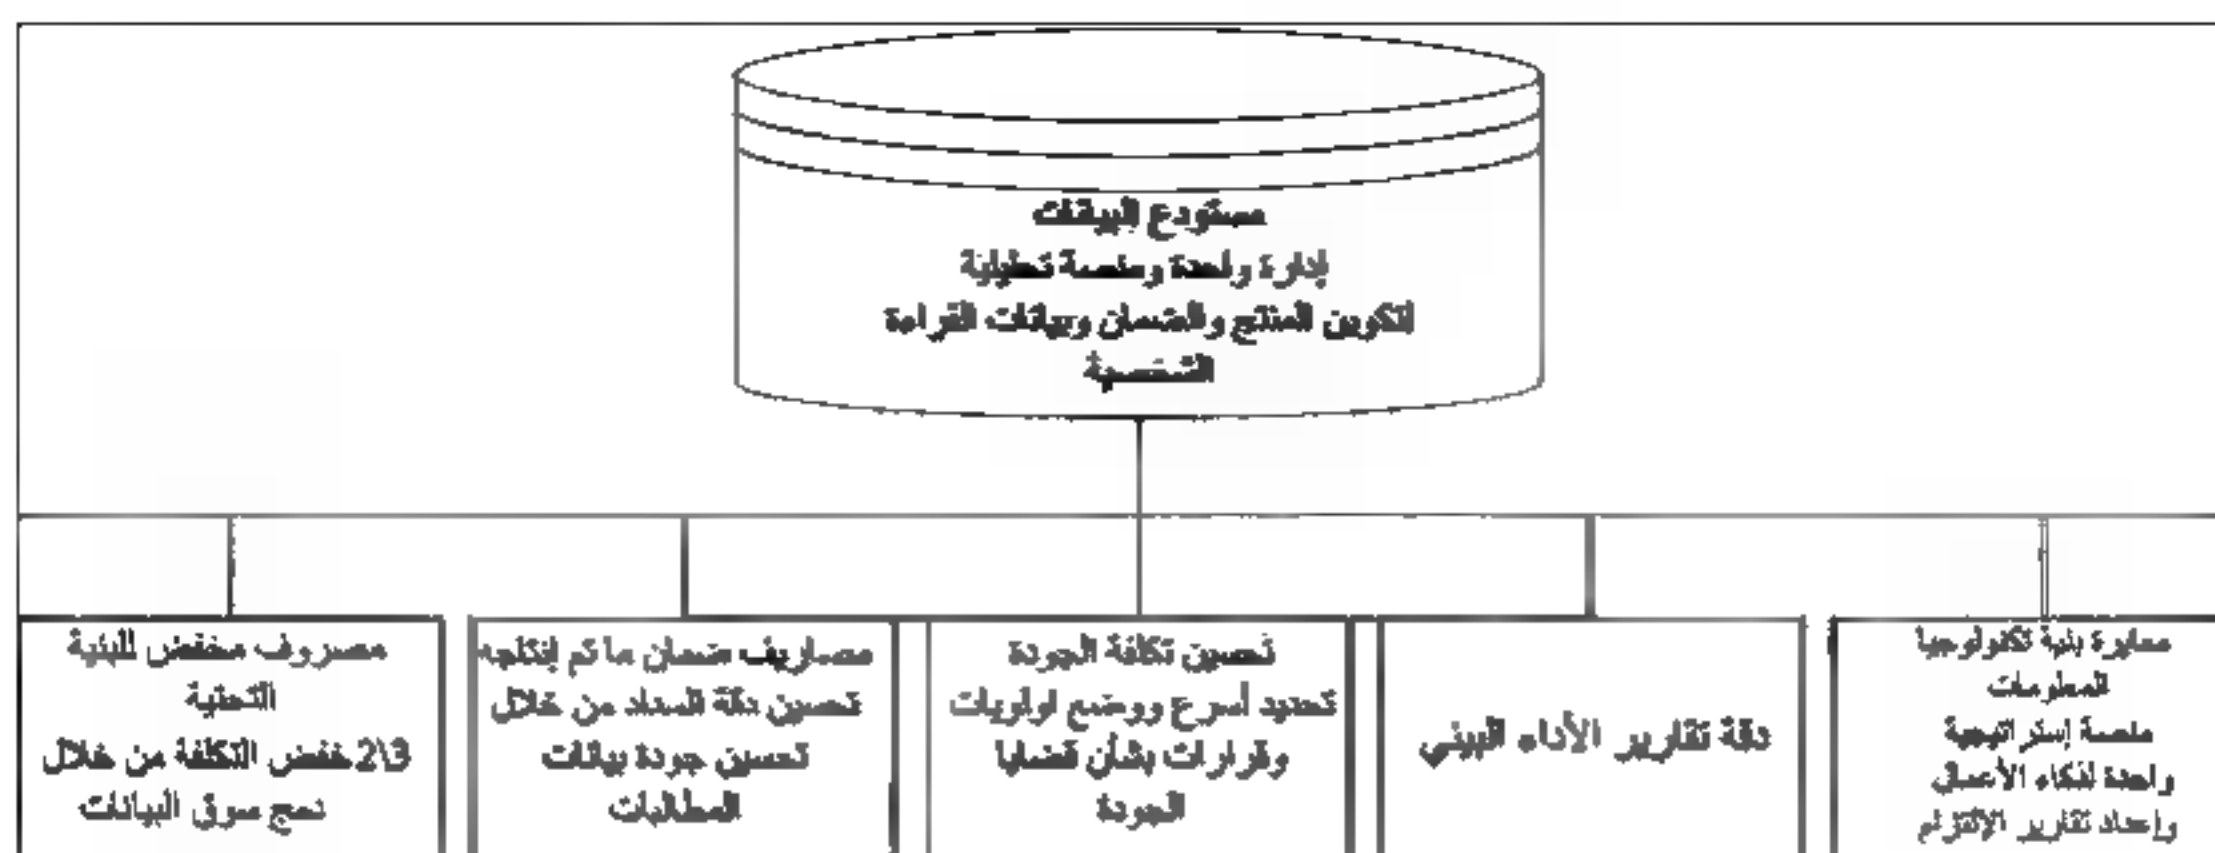 مستودع البيانات
إدارة واحدة ومنصة تحليلية
لتكوين المنتج والضمان وبيانات القراءة
الشخصية
معايرة بنية تكنولوجيا
المعلومات
منصة إستراتيجية
واحدة لذكاء الأعمال
وإعداد تقارير الإلتزام
دقة تقارير الأداء البيني
تحسين تكلفة الجودة
تحديد أسرع ووضع اولويات
وقرارات بشأن قضايا
الجودة
مصاريف ضمان ما تم إنتاجه
تحسين دقة السداد من خلال
تحسين جودة بيانات
المطالبات
مصروف مخفض للبنية
التحتية
2\3 خفض التكلفة من خلال
دمج سوق البيانات